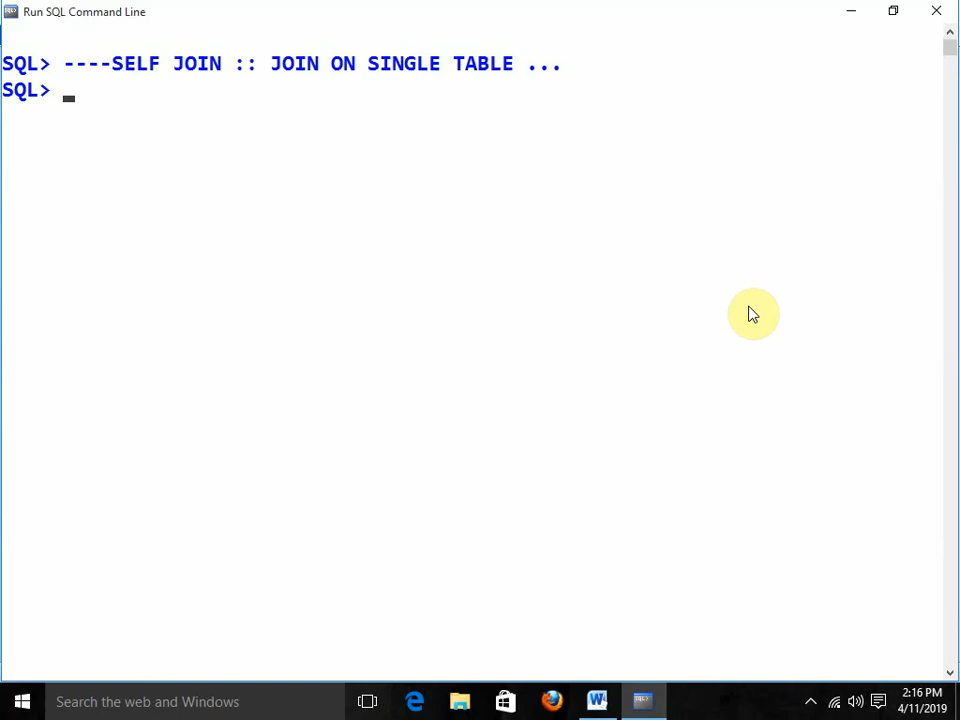 Run SQL Command Line
SQL> ----SELF JOIN :: JOIN ON SINGLE TABLE ...
SQL>
Search the web and Windows
2:16 PM
4/11/2019